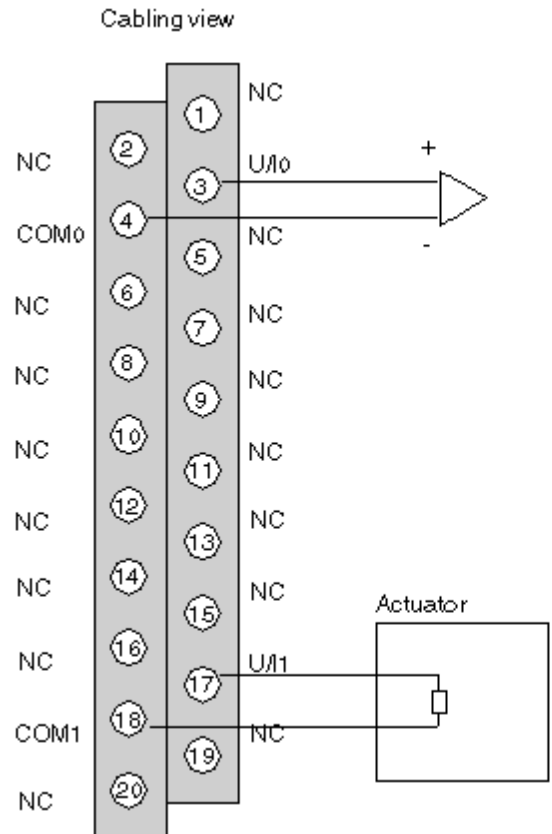 Cabling view
NC
1
2
NC
U/I0
+
3
4
COM0
NC
-
5
6
NC
NC
7
8
NC
NC
9
10
NC
NC
11
12
NC
NC
13
14
NC
NC
15
Actuator
16
NC
U/I1
17
18
COM1
NC
19
20
NC